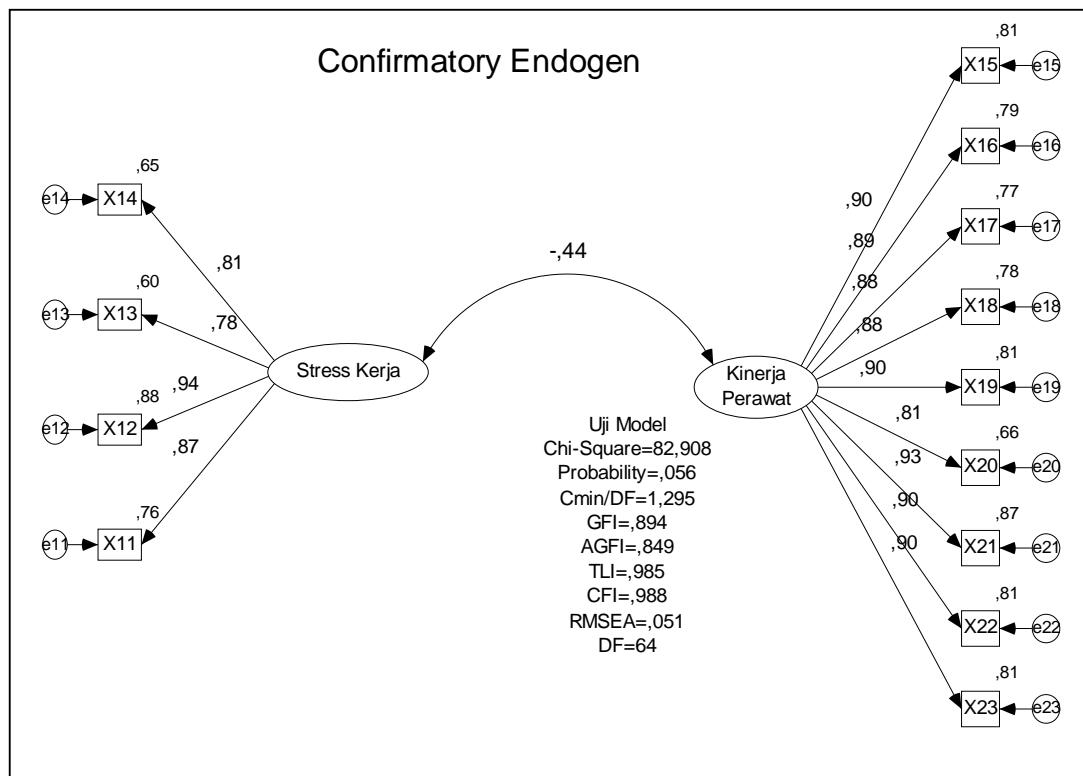 Confirmatory Endogen
,65
e14 X14
,81
,60
e13 X13
,78
,88
e12 X12
,94
,76
e11 X11
,87
Stress Kerja
-,44
Kinerja
Perawat
Uji Model
Chi-Square=82,908
Probability=,056
Cmin/DF=1,295
GFI=,894
AGFI=,849
TLI=,985
CFI=,988
RMSEA=,051
DF=64
,90
,81
X15 e15
,89
,79
X16 e16
,88
,77
X17 e17
,88
,78
X18 e18
,90
,81
X19 e19
,81
,66
X20 e20
,93
,87
X21 e21
,90
,81
X22 e22
,90
,81
X23 e23